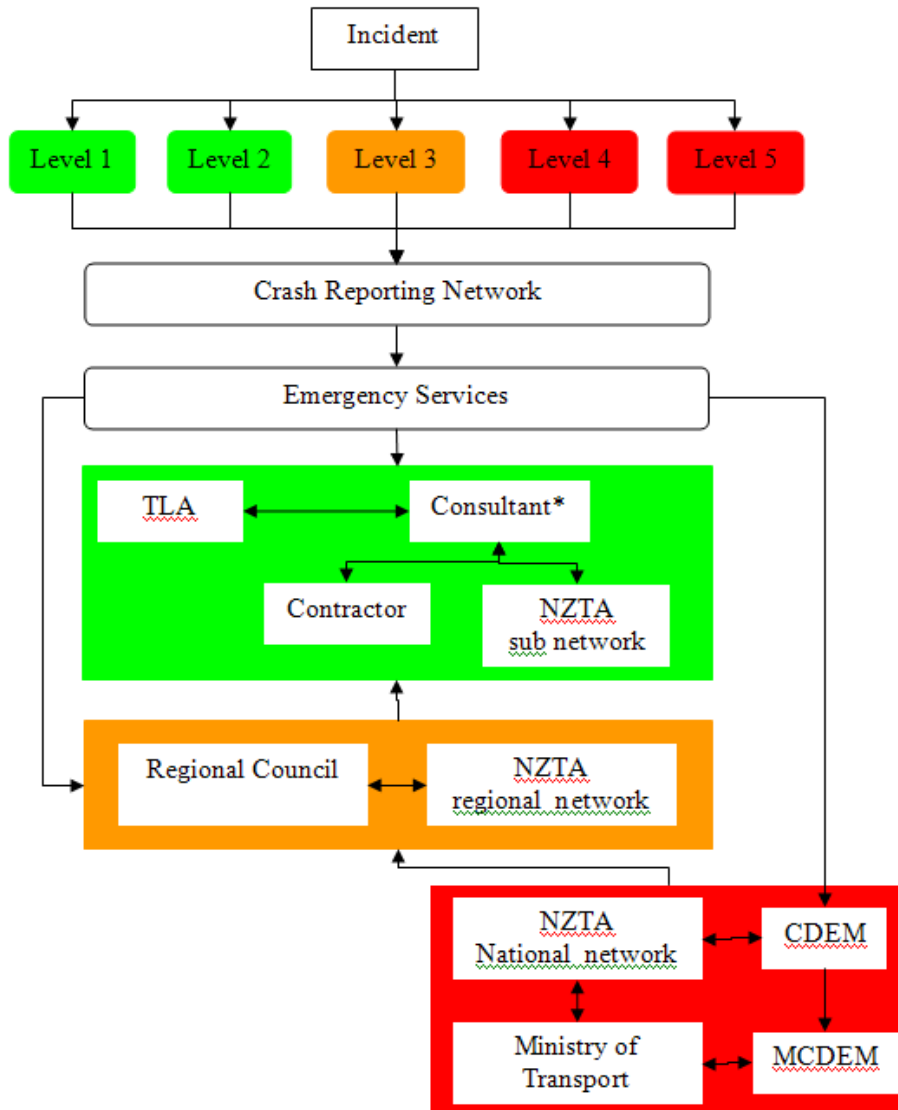 Incident
Level 1
Level 2
Level 3
Level 4
Level 5
Crash Reporting Network
Emergency Services
TLA
Consultant*
Contractor
NZTA
sub network
Regional Council
NZTA
regional network
NZTA
National network
CDEM
Ministry of
Transport
MCDEM